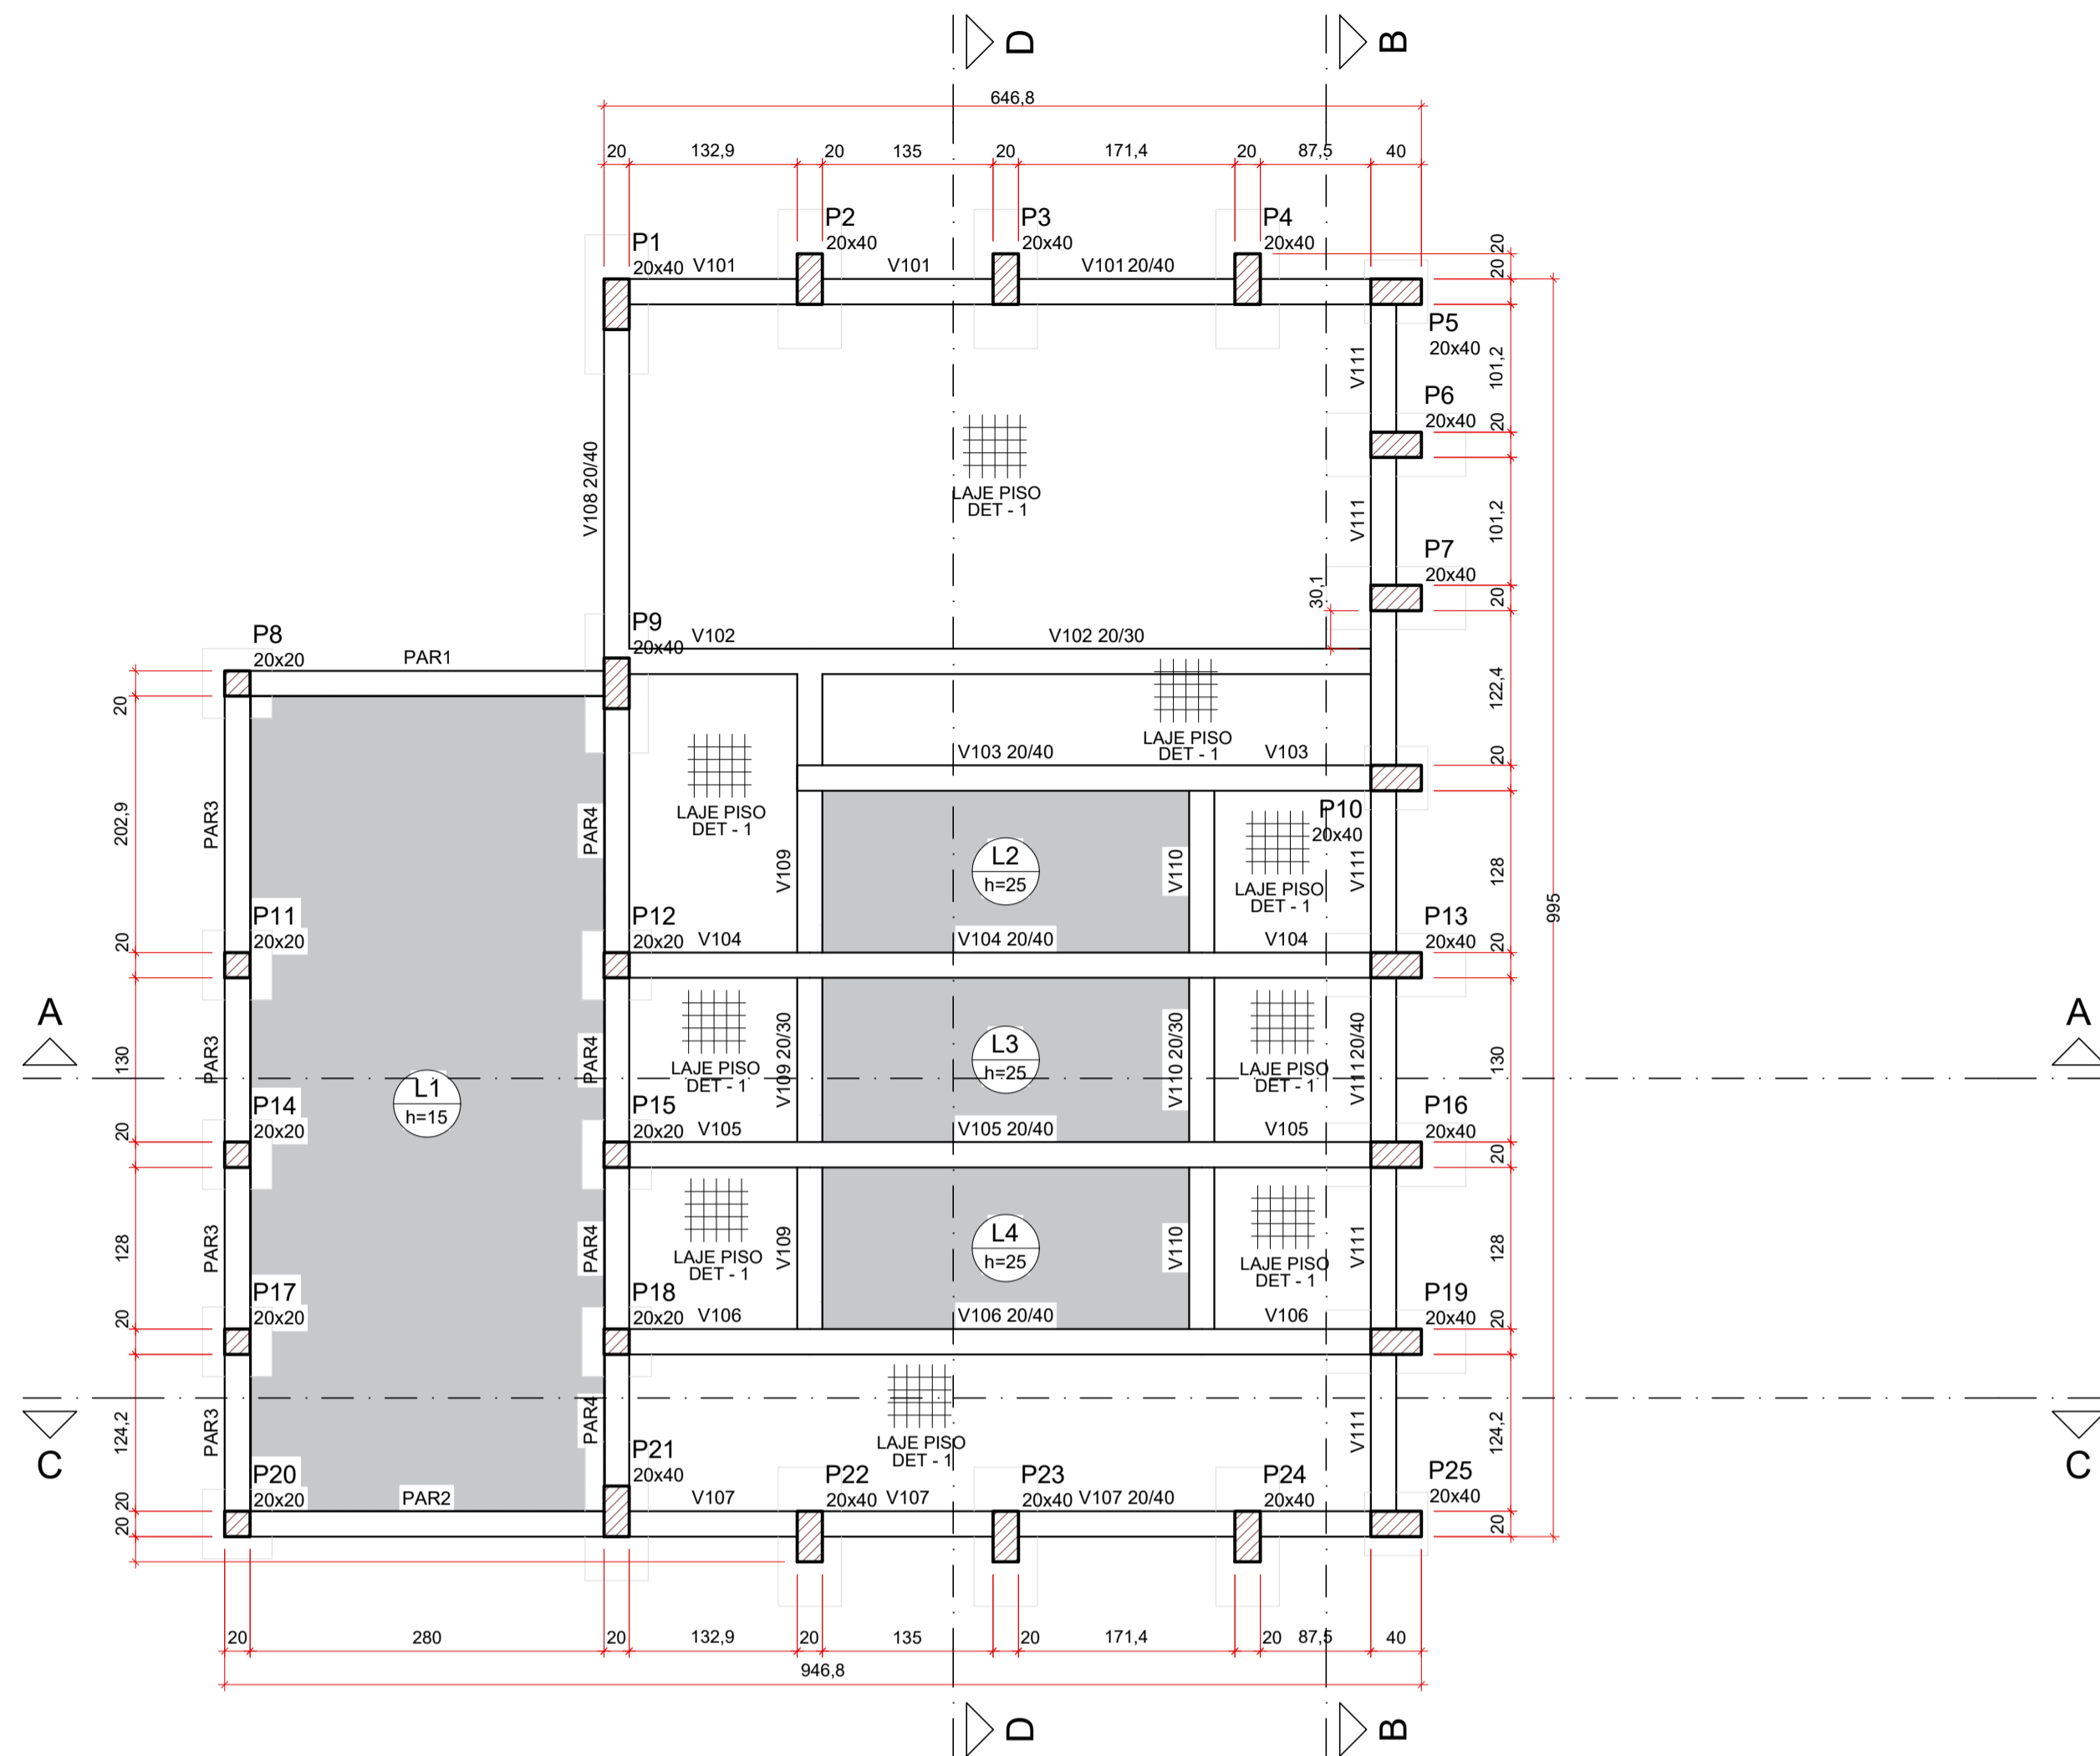 D
B
646,8
20
132,9
20
135
20
171,4
20
87,5
40
P1
20x40
V101
P2
20x40
V101
P3
20x40
V101 20/40
P4
20x40
20
20
P5
20x40
V111
101,2
P6
20x40
20
V108 20/40
LAJE PISO
DET - 1
V111
101,2
P7
20x40
20
30,1
P8
20x20
PAR1
P9
20x40
V102
V102 20/30
20
LAJE PISO
DET - 1
122,4
V103 20/40
V103
20
202,9
PAR3
PAR4
LAJE PISO
DET - 1
V109
L2
h=25
V110
P10
20x40
LAJE PISO
DET - 1
V111
128
995
P11
20x20
20
P12
20x20
V104
V104 20/40
V104
P13
20x40
20
A
A
130
PAR3
PAR4
LAJE PISO
DET - 1
V109 20/30
L3
h=25
V110 20/30
LAJE PISO
DET - 1
V111 20/40
130
L1
h=15
P14
20x20
20
P15
20x20
V105
V105 20/40
V105
P16
20x40
20
128
PAR3
PAR4
LAJE PISO
DET - 1
V109
L4
h=25
V110
LAJE PISO
DET - 1
V111
128
P17
20x20
20
P18
20x20
V106
V106 20/40
V106
P19
20x40
20
C
C
124,2
PAR3
PAR4
LAJE PISO
DET - 1
V111
124,2
P20
20x20
PAR2
P21
20x40
V107
P22
20x40
V107
P23
20x40
V107 20/40
P24
20x40
P25
20x40
20
20
20
20
280
20
132,9
20
135
20
171,4
20
87,5
40
946,8
D
B